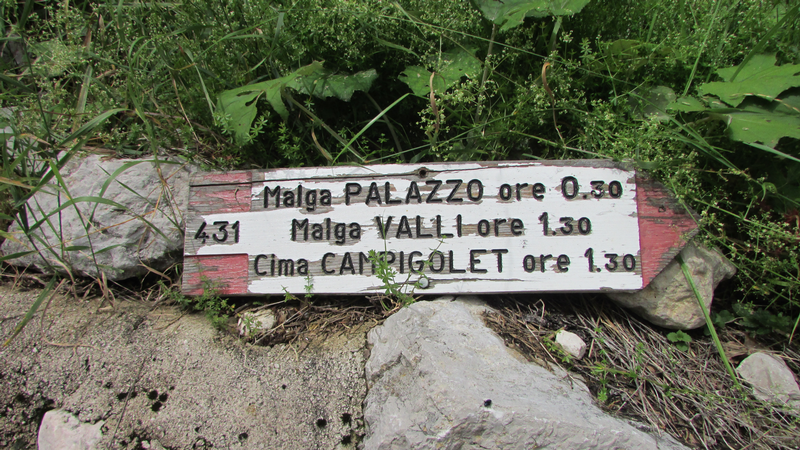 Malga PALAZZO ore 0.30
431 Malga VALLI ore 1.30
Cima CAMPIGOLET ore 1.30